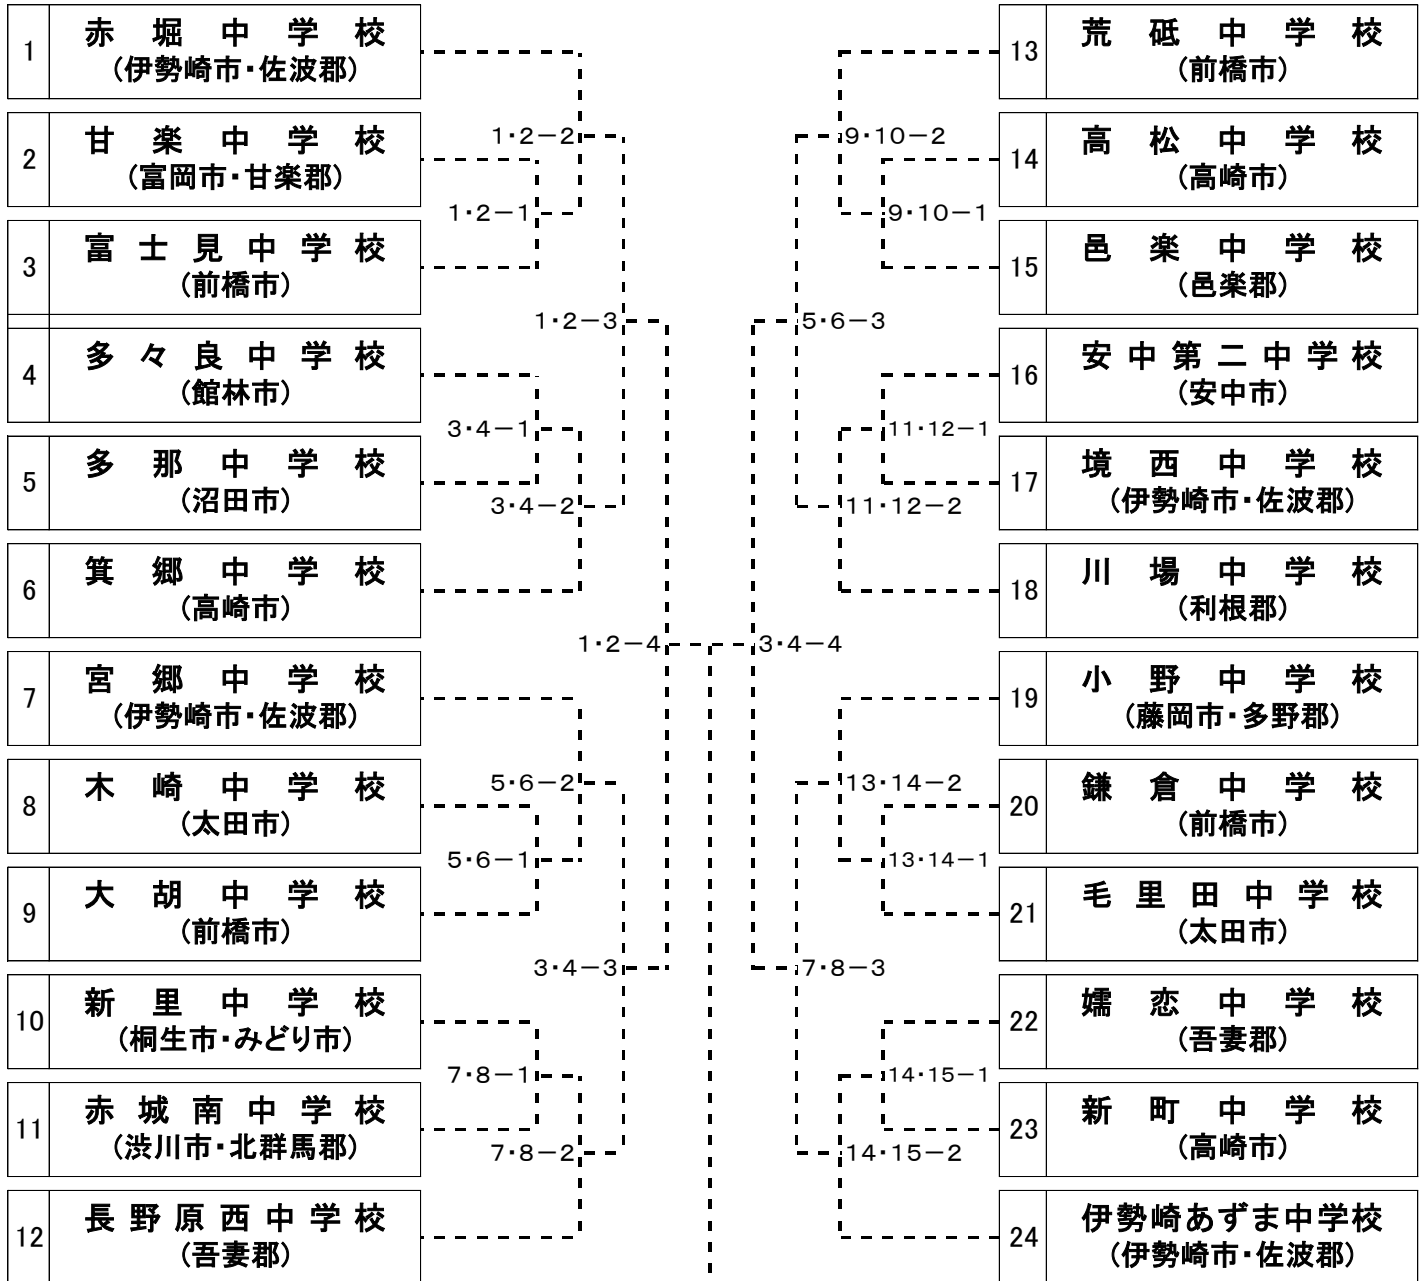 1
赤堀中学校
(伊勢崎市・佐波郡)
2
甘楽中学校
(富岡市・甘楽郡)
3
富士見中学校
(前橋市)
4
多々良中学校
(館林市)
5
多那中学校
(沼田市)
6
箕郷中学校
(高崎市)
7
宮郷中学校
(伊勢崎市・佐波郡)
8
木崎中学校
(太田市)
9
大胡中学校
(前橋市)
10
新里中学校
(桐生市・みどり市)
11
赤城南中学校
(渋川市・北群馬郡)
12
長野原西中学校
(吾妻郡)
1・2－2
1・2－1
1・2－3
3・4－1
3・4－2
1・2－4
5・6－2
5・6－1
3・4－3
7・8－1
7・8－2
9・10－2
9・10－1
5・6－3
11・12－1
11・12－2
3・4－4
13・14－2
13・14－1
7・8－3
14・15－1
14・15－2
13
荒砥中学校
(前橋市)
14
高松中学校
(高崎市)
15
邑楽中学校
(邑楽郡)
16
安中第二中学校
(安中市)
17
境西中学校
(伊勢崎市・佐波郡)
18
川場中学校
(利根郡)
19
小野中学校
(藤岡市・多野郡)
20
鎌倉中学校
(前橋市)
21
毛里田中学校
(太田市)
22
嬬恋中学校
(吾妻郡)
23
新町中学校
(高崎市)
24
伊勢崎あずま中学校
(伊勢崎市・佐波郡)